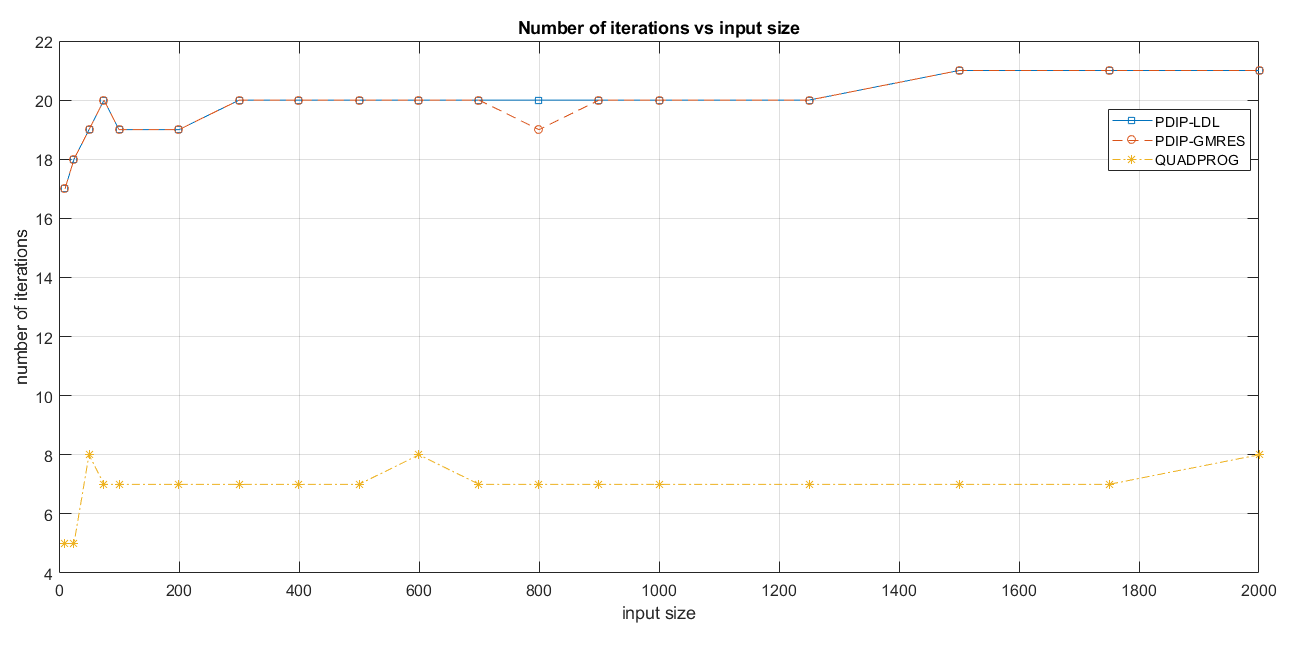 Number of iterations vs input size
22
20
18
16
14
12
10
8
6
4
number of iterations
PDIP-LDL
PDIP-GMRES
QUADPROG
0 200 400 600 800 1000 1200 1400 1600 1800 2000
input size